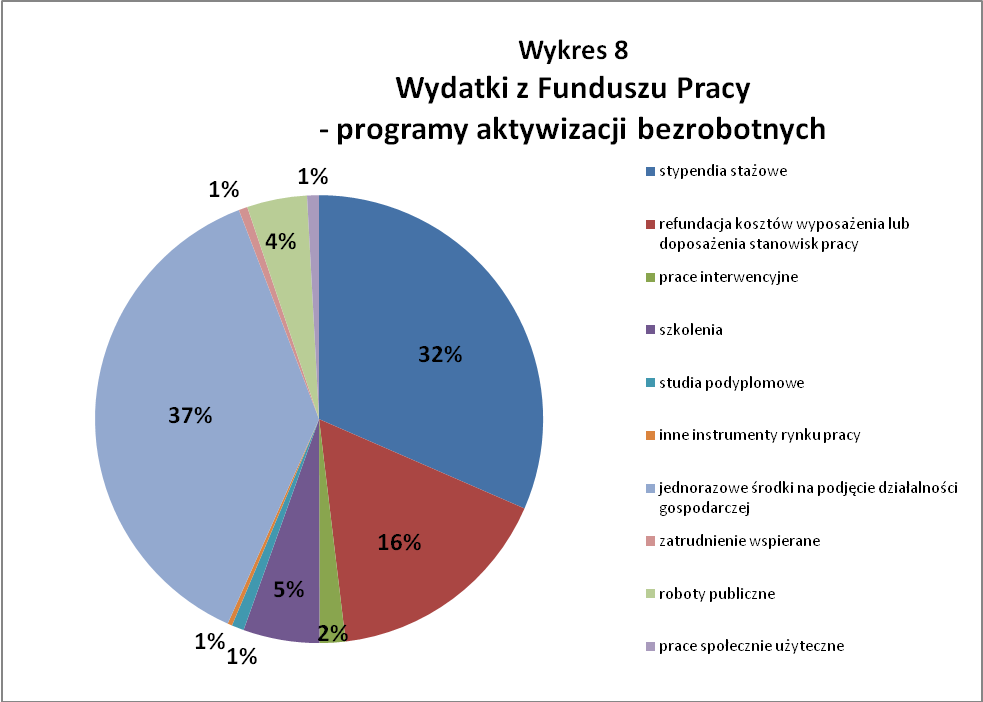 Wykres 8
Wydatki z Funduszu Pracy
- programy aktywizacji bezrobotnych
1%
1%
4%
32%
37%
16%
5%
2%
1%
1%
stypendia stażowe
refundacja kosztów wyposażenia lub
doposażenia stanowisk pracy
prace interwencyjne
szkolenia
studia podyplomowe
inne instrumenty rynku pracy
jednorazowe środki na podjęcie działalności
gospodarczej
zatrudnienie wspierane
roboty publiczne
prace społecznie użyteczne